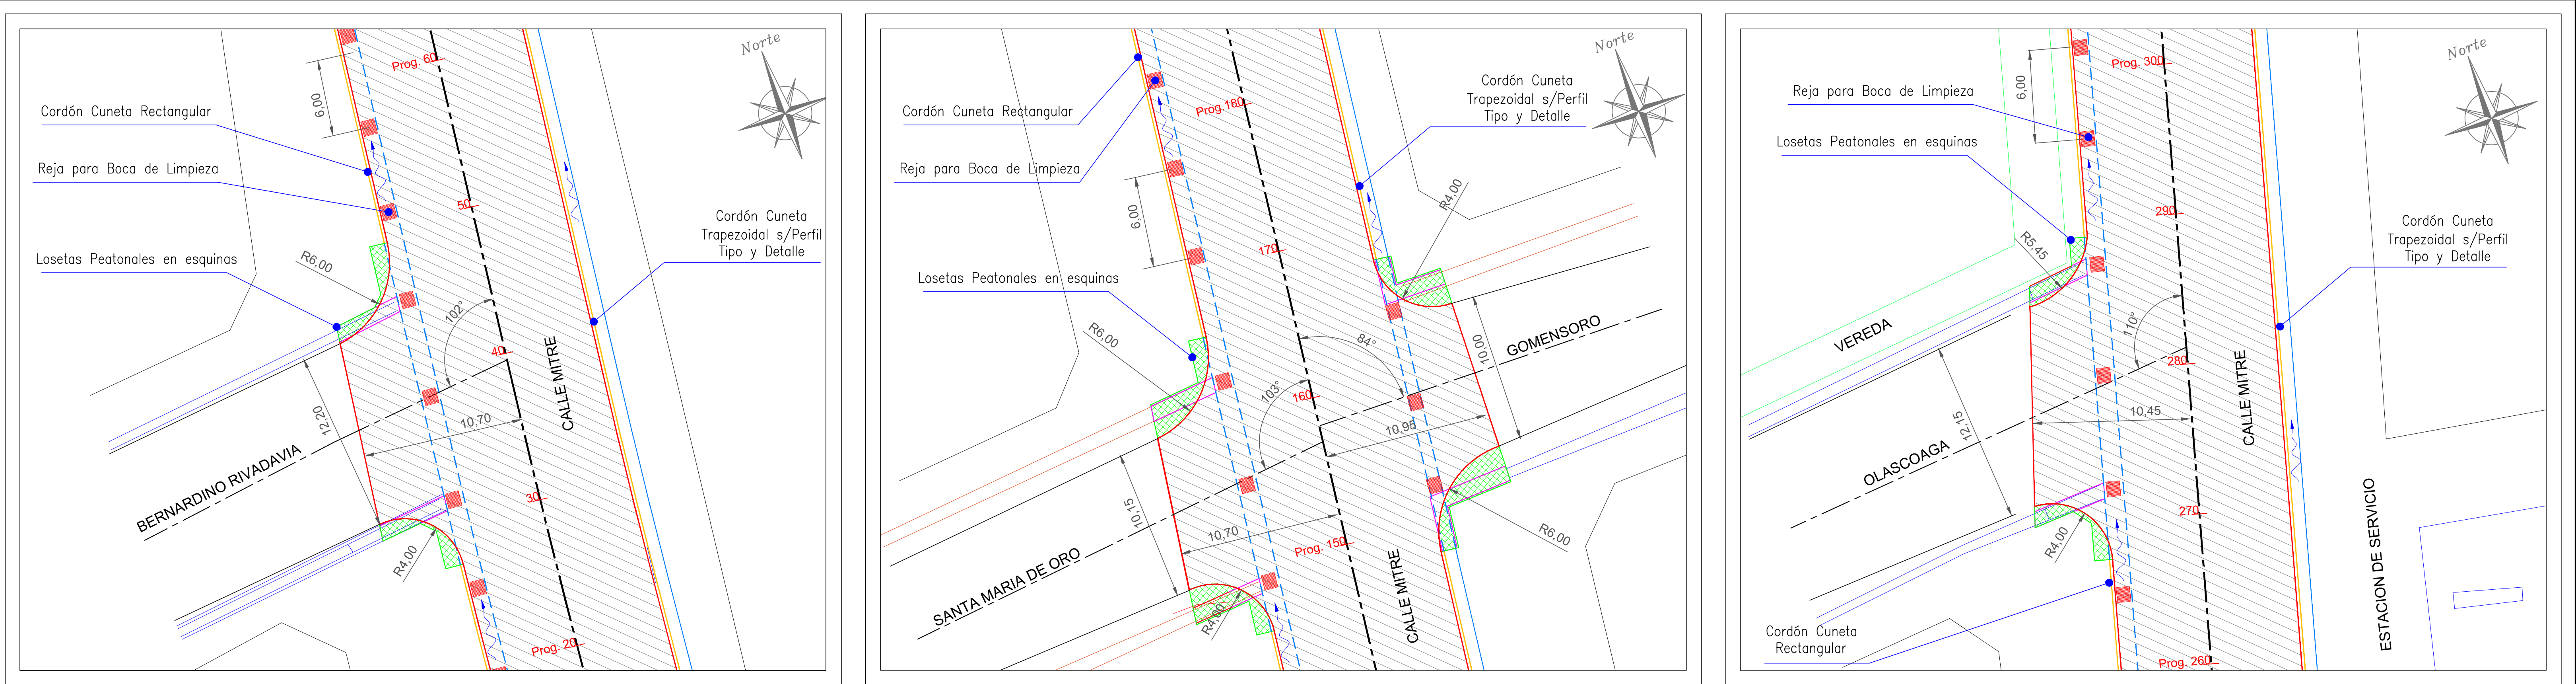 Norte
Prog. 60
6,00
Cordón Cuneta Rectangular
Reja para Boca de Limpieza
50
Cordón Cuneta
Trapezoidal s/Perfil
Tipo y Detalle
Losetas Peatonales en esquinas
R6,00
102°
40
CALLE MITRE
12,20
10,70
BERNARDINO RIVADAVIA
30
R4,00
Prog. 20
Norte
Cordón Cuneta
Trapezoidal s/Perfil
Tipo y Detalle
Cordón Cuneta Rectangular
Prog.180
Reja para Boca de Limpieza
R4,00
6,00
170
Losetas Peatonales en esquinas
R6,00
84°
10,00
GOMENSORO
103°
160
10,95
10,15
10,70
Prog. 150
R6,00
SANTA MARIA DE ORO
CALLE MITRE
R4,00
Norte
Prog. 300
6,00
Reja para Boca de Limpieza
Losetas Peatonales en esquinas
290
R5,45
Cordón Cuneta
Trapezoidal s/Perfil
Tipo y Detalle
VEREDA
110°
280
CALLE MITRE
12,15
10,45
OLASCOAGA
270
R4,00
ESTACION DE SERVICIO
Cordón Cuneta
Rectangular
Prog. 260